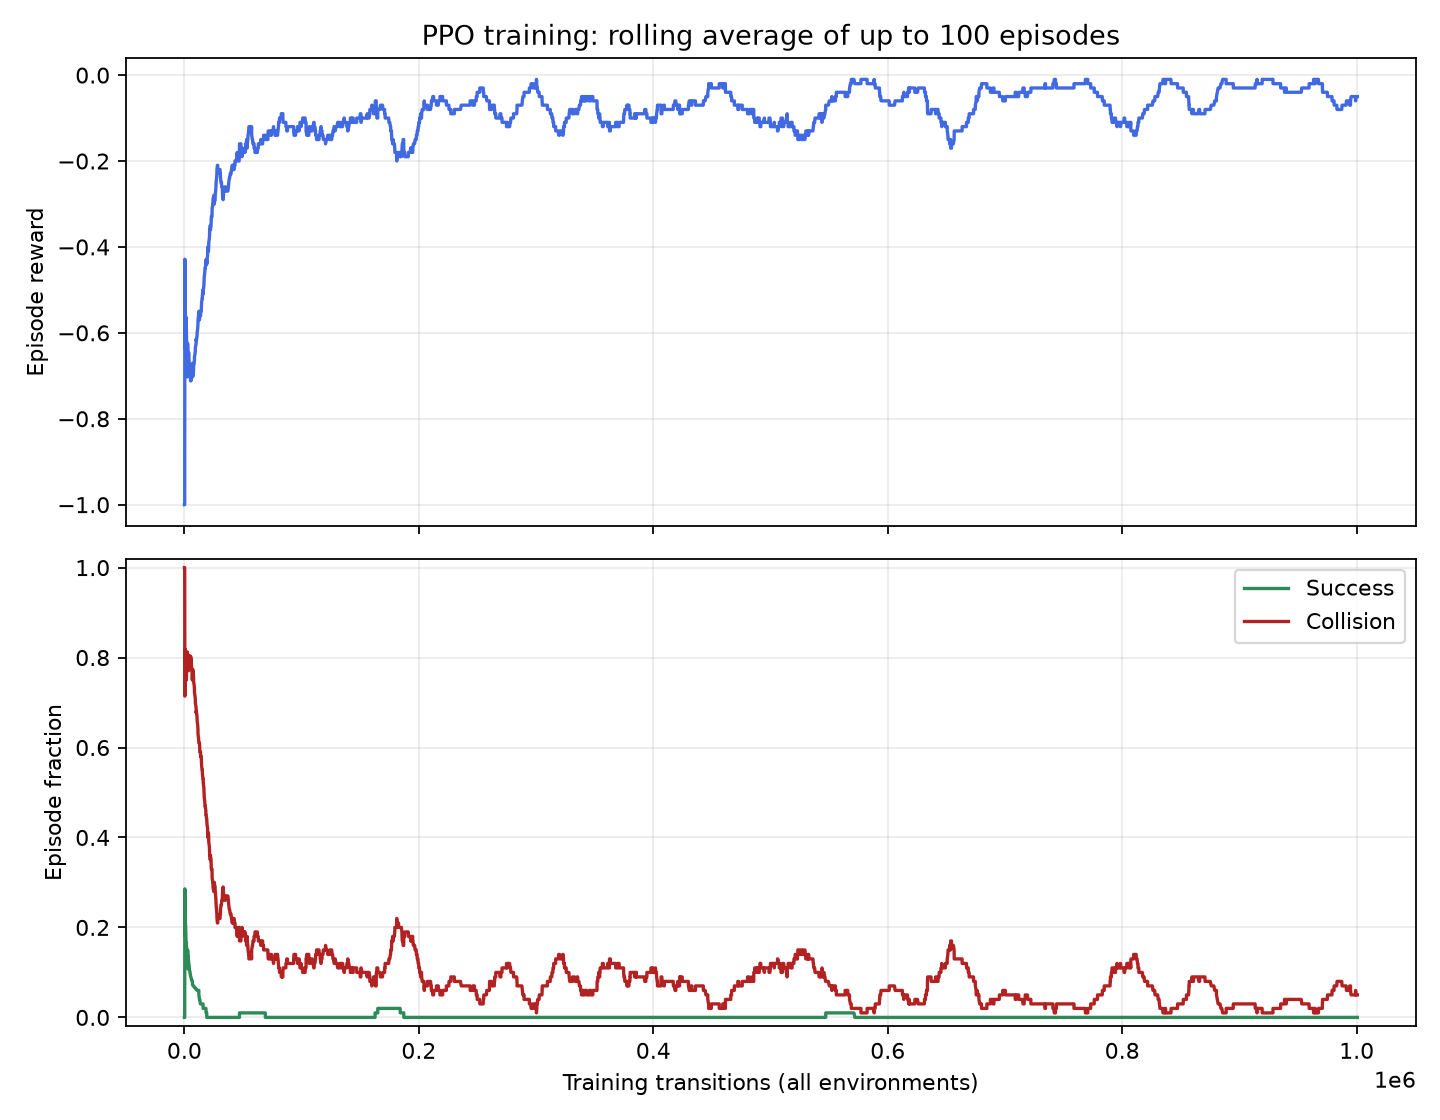 PPO training: rolling average of up to 100 episodes
Episode reward
0.0
−0.2
−0.4
−0.6
−0.8
−1.0
Episode fraction
1.0
0.8
0.6
0.4
0.2
0.0
Success
Collision
0.0 0.2 0.4 0.6 0.8 1.0
1e6
Training transitions (all environments)